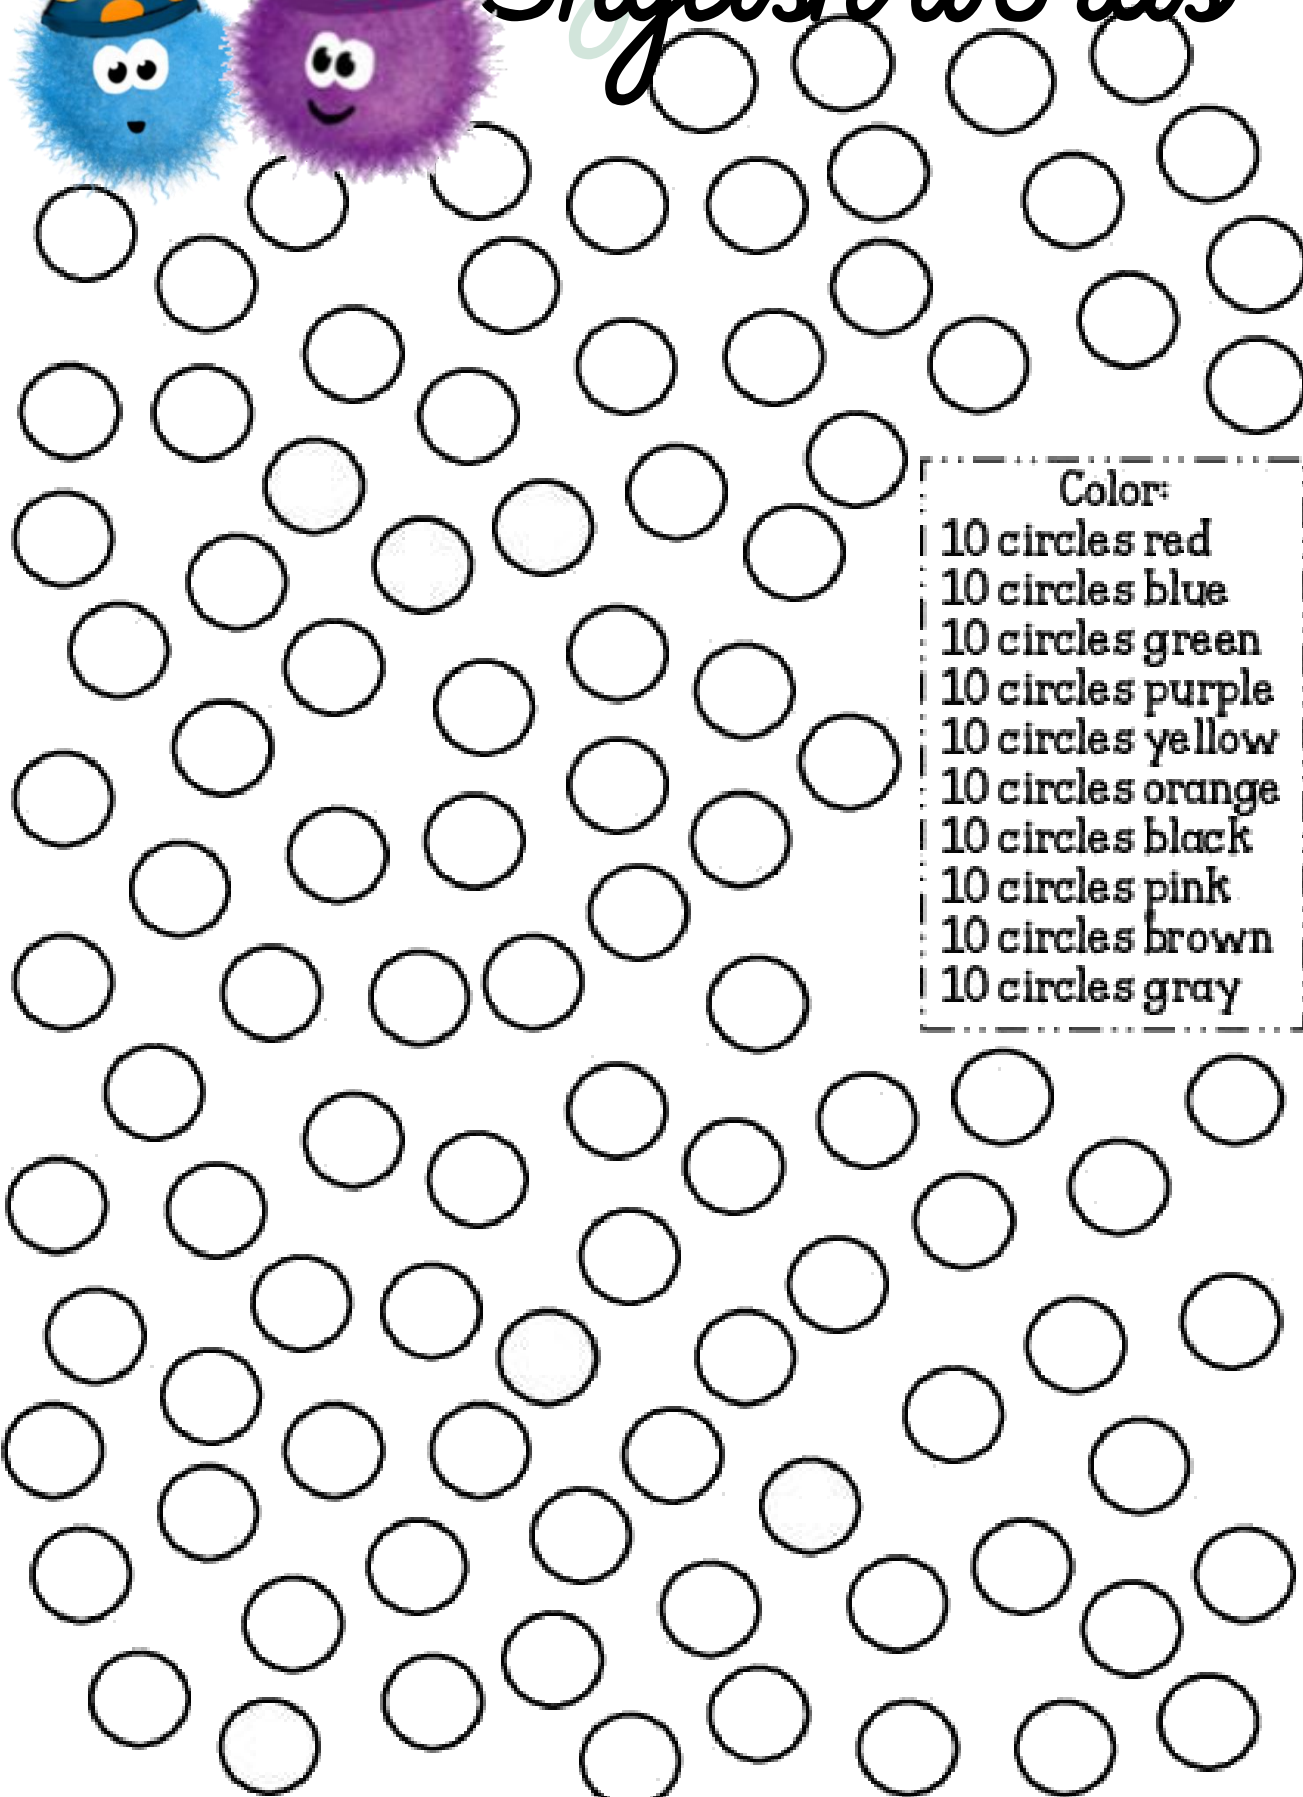 Color:
10 circles red
10 circles blue
10 circles green
10 circles purple
10 circles yellow
10 circles orange
10 circles black
10 circles pink
10 circles brown
10 circles gray